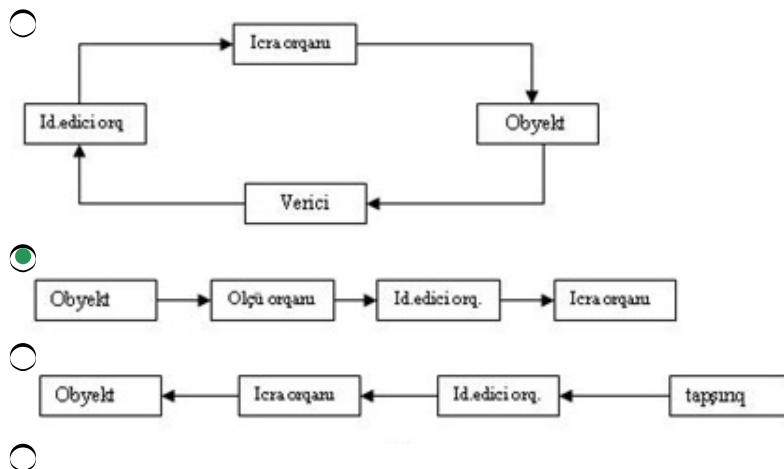 Icra orqanı
Id.edici orq
Obyekt
Verici
Obyekt
Olçü orqanı
Id.edici orq.
Icra orqanı
Obyekt
Icra orqanı
Id.edici orq.
tapşırıq